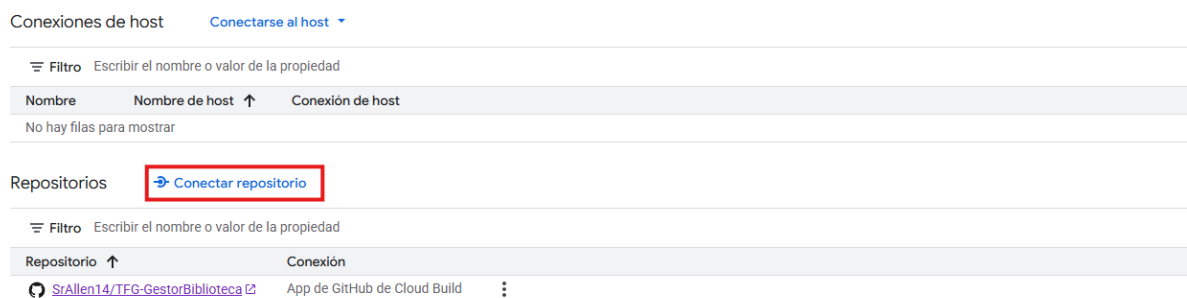 Conexiones de host Conectarse al host
Filtro Escribir el nombre o valor de la propiedad
Nombre Nombre de host Conexión de host
No hay filas para mostrar
Repositorios Conectar repositorio
Filtro Escribir el nombre o valor de la propiedad
Repositorio Conexión
SrAllen14/TFG-GestorBiblioteca App de GitHub de Cloud Build